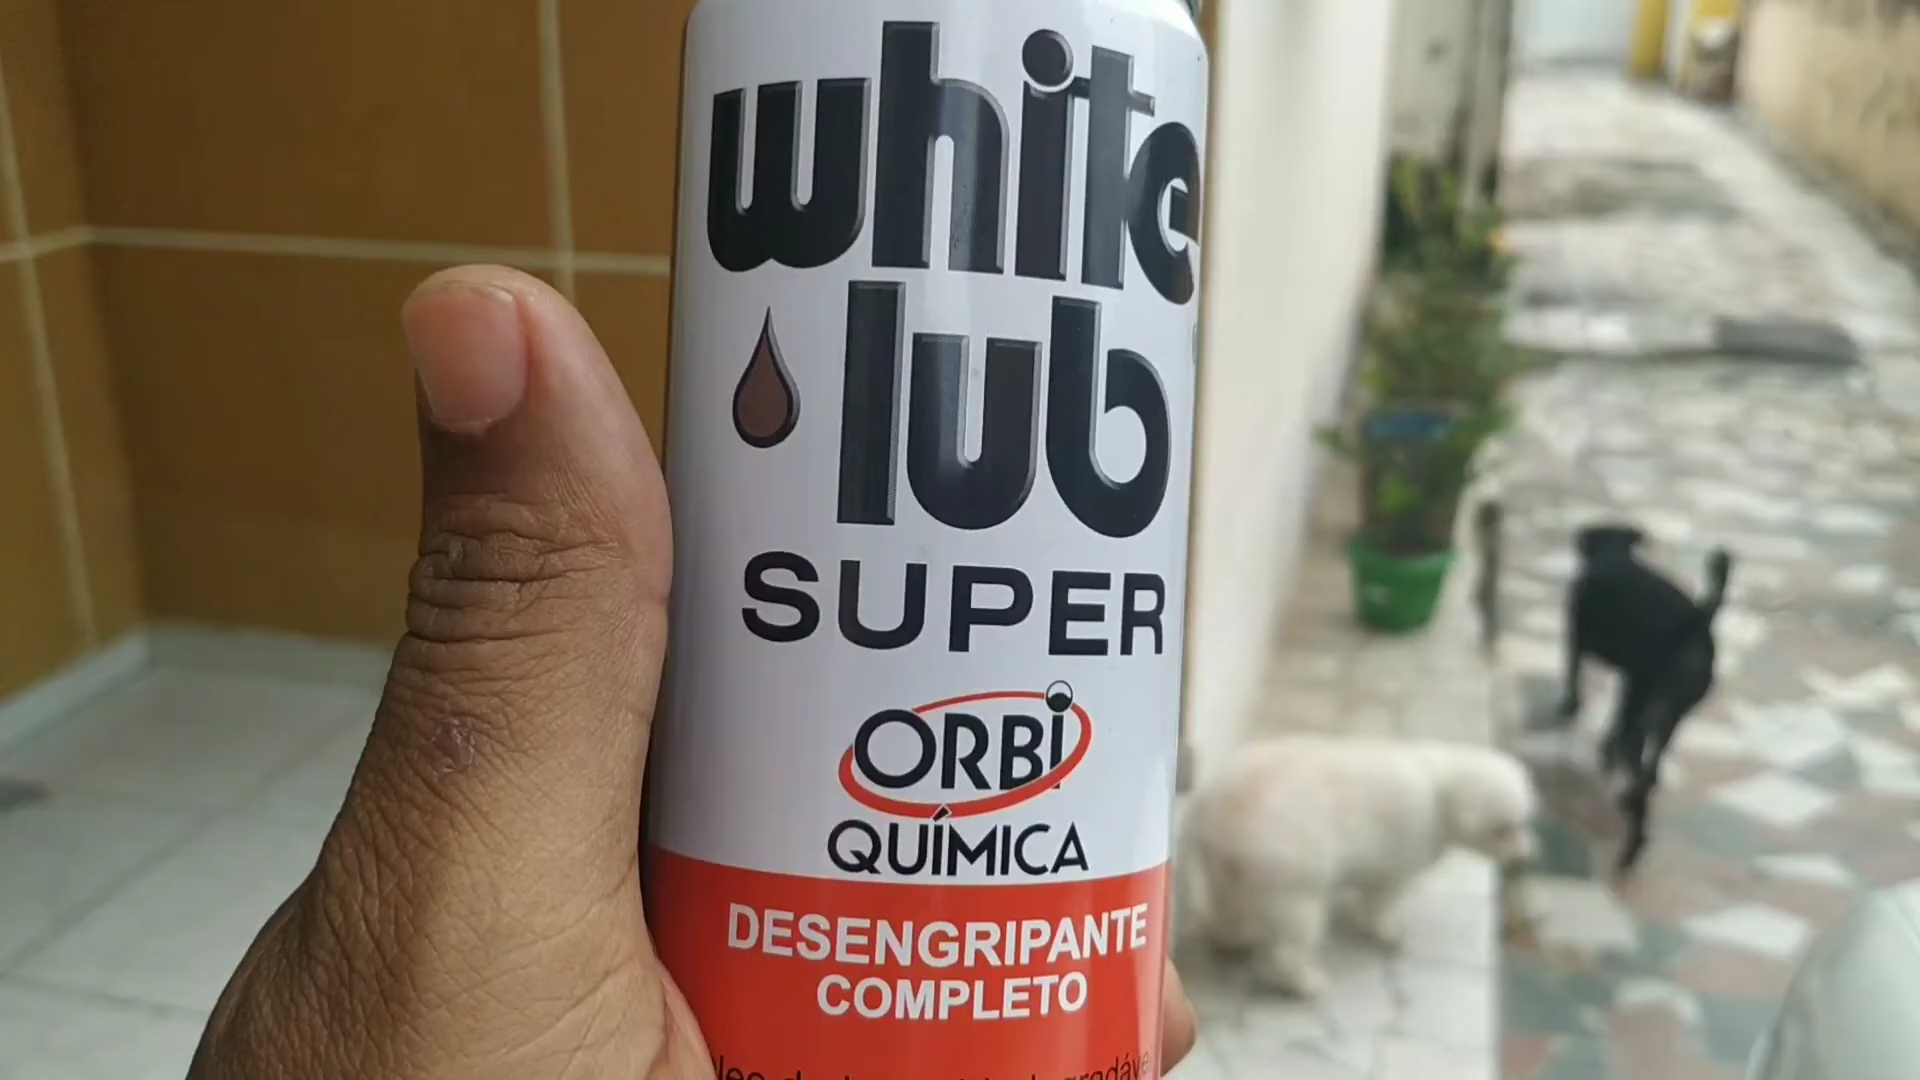 white
lub
SUPER
ORBi
QUÍMICA
DESENGRIPANTE
COMPLETO